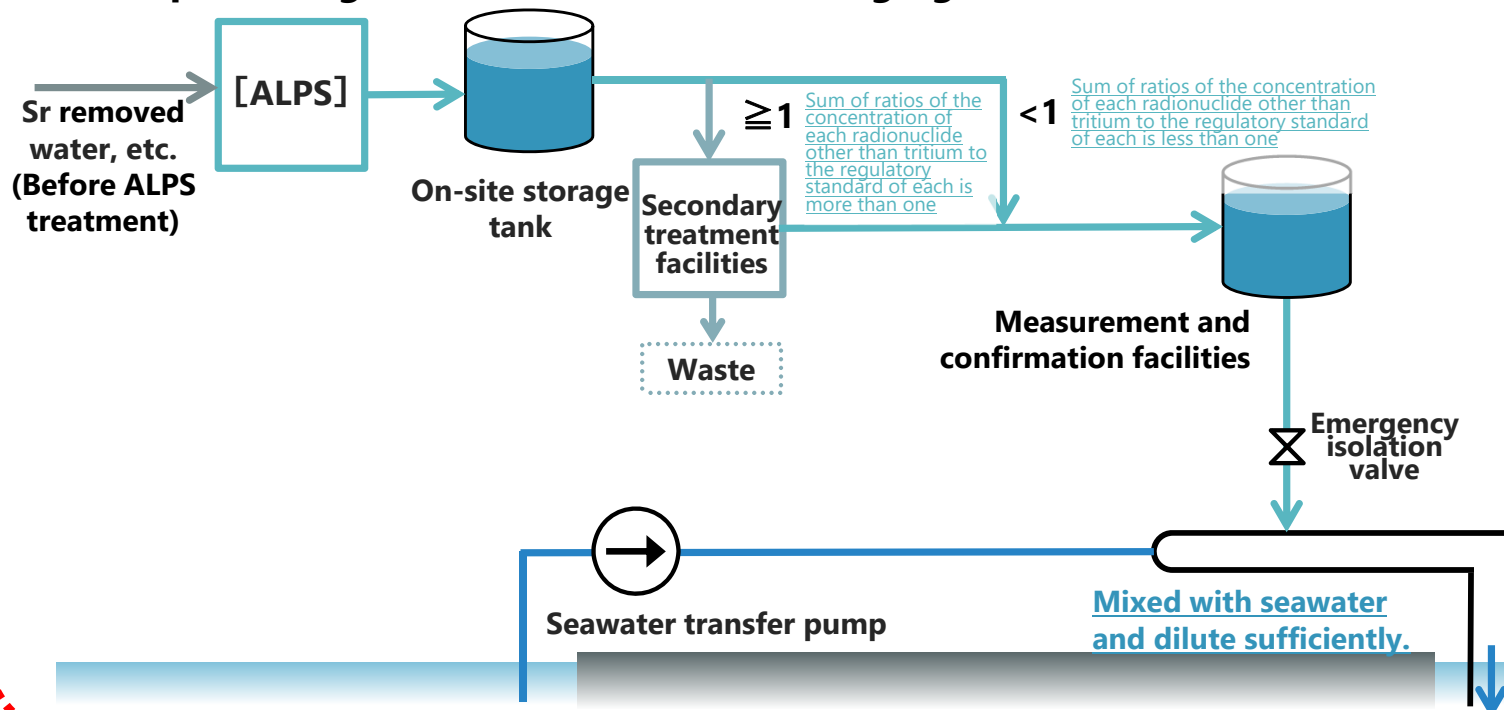 [ALPS]
Sr removed
water, etc.
(Before ALPS
treatment)
On-site storage
tank
≧1
Sum of ratios of the
concentration of
each radionuclide
other than tritium to
the regulatory
standard of each is
more than one
<1
Sum of ratios of the concentration
of each radionuclide other than
tritium to the regulatory standard
of each is less than one
Secondary
treatment
facilities
Waste
Measurement and
confirmation facilities
Emergency
isolation
valve
Seawater transfer pump
Mixed with seawater
and dilute sufficiently.